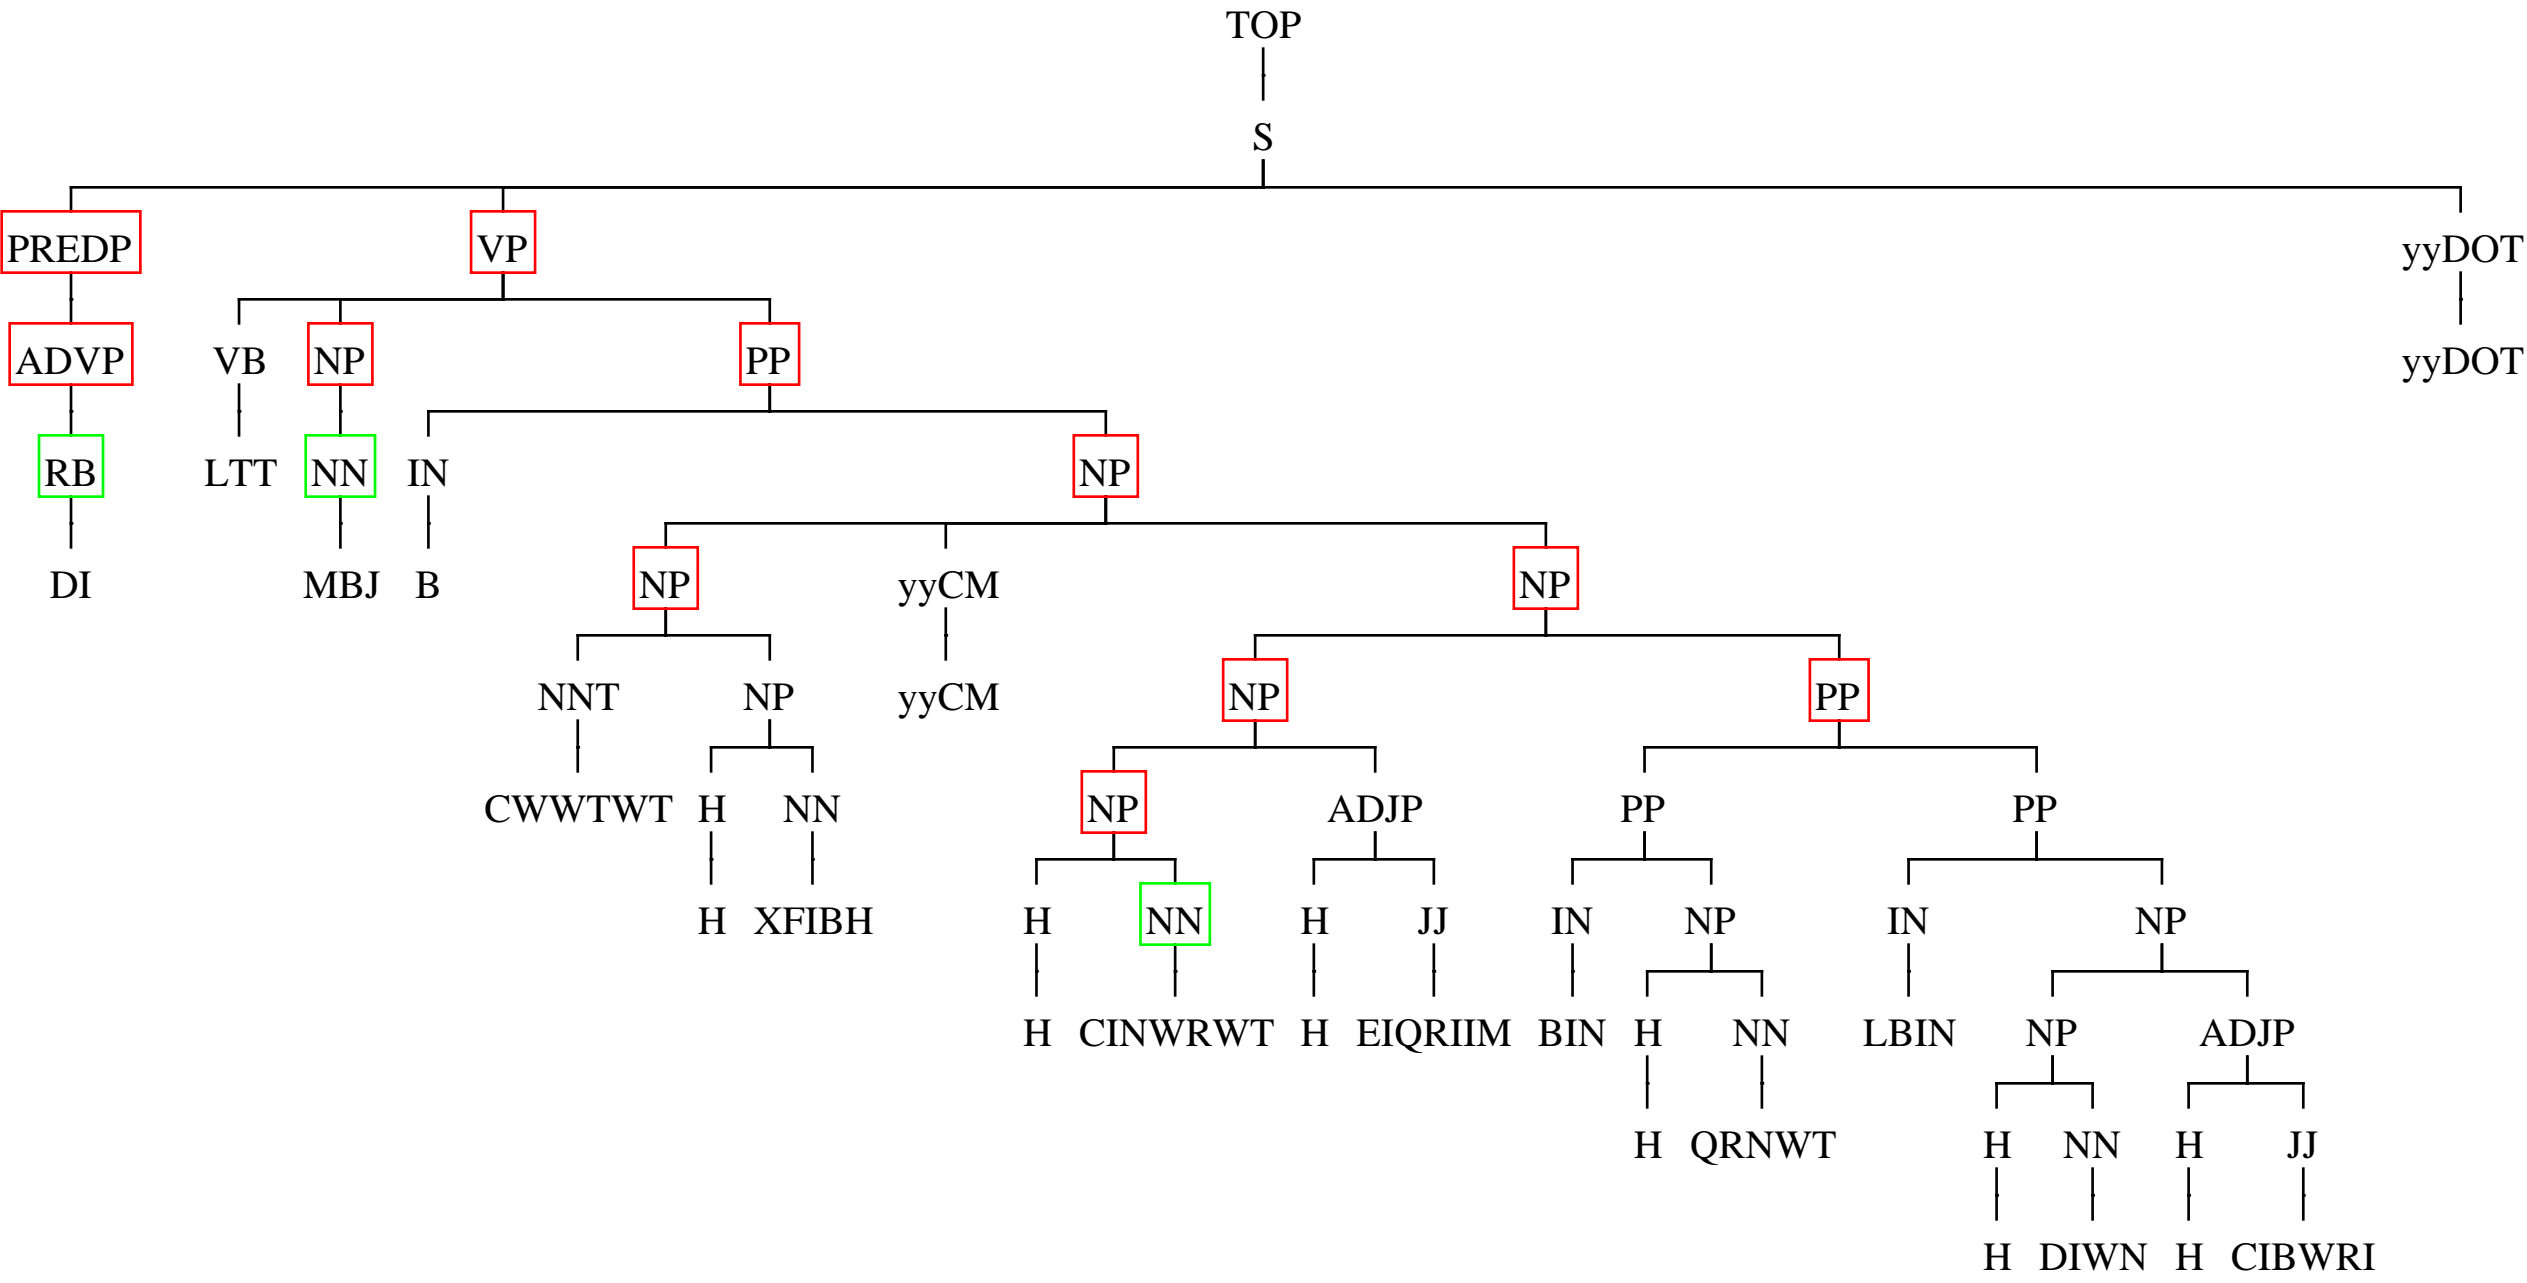 TOP
S
PREDP VP yyDOT
ADVP VB NP PP yyDOT
RB LTT NN IN NP
DI MBJ B NP yyCM NP
NNT NP yyCM NP PP
CWWTWT H NN NP ADJP PP PP
H XFIBH H NN H JJ IN NP IN NP
H CINWRWT H EIQRIIM BIN H NN LBIN NP ADJP
H QRNWT H NN H JJ
H DIWN H CIBWRI